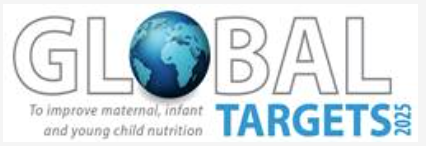 GLOBAL
To improve maternal, infant
and young child nutrition
TARGETS 2025